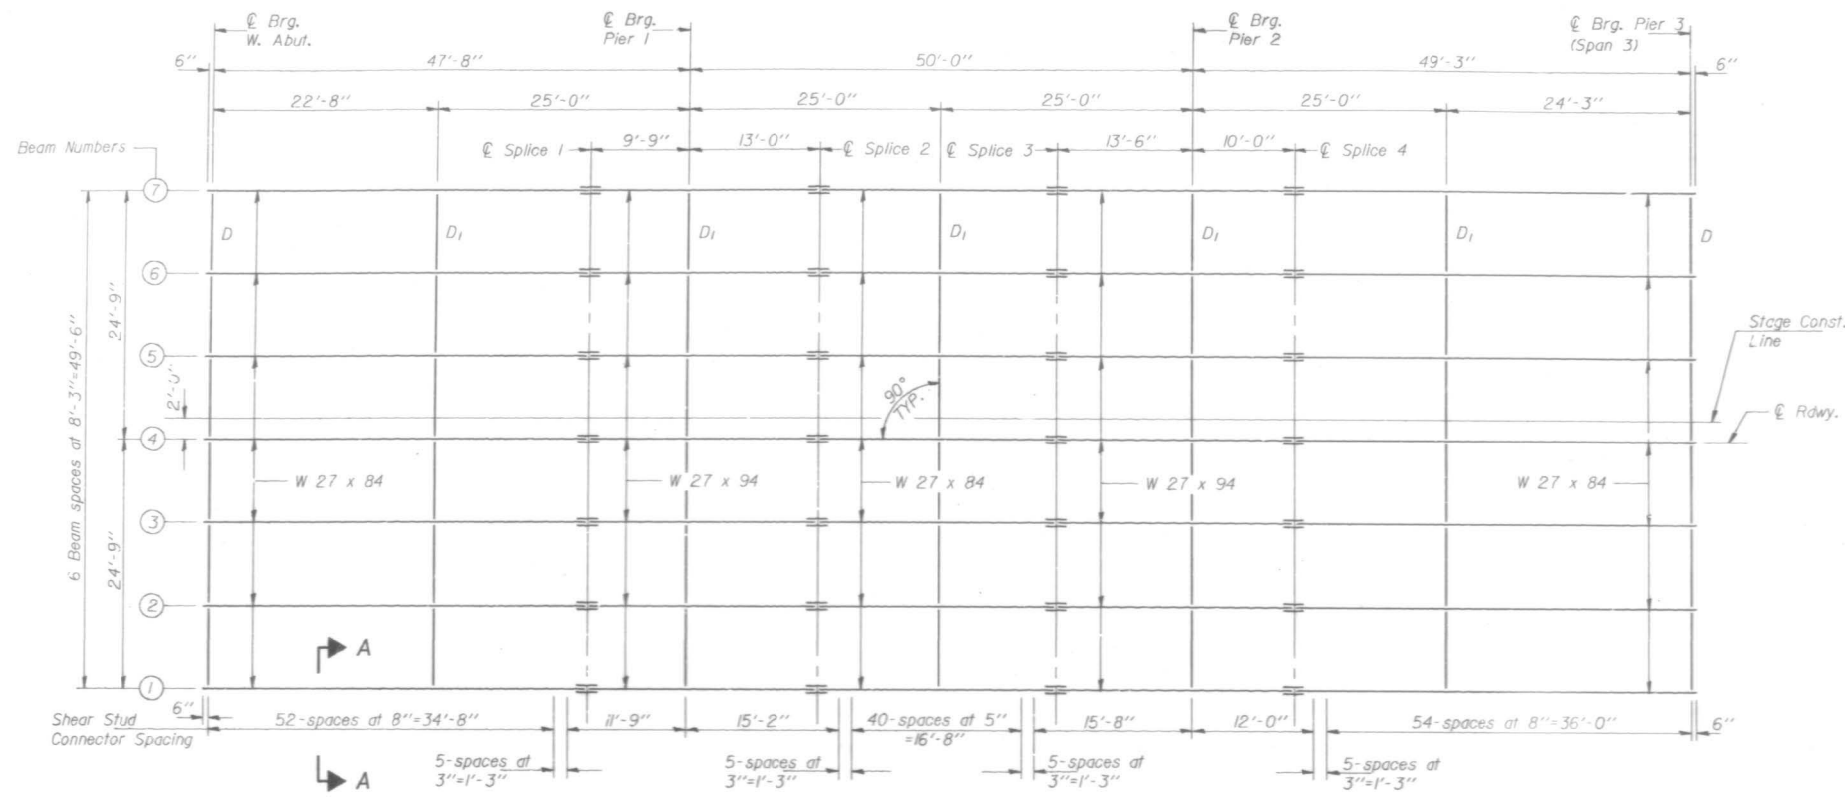 ℄ Brg.
W. Abut.
℄ Brg.
Pier 1
℄ Brg.
Pier 2
℄ Brg. Pier 3
(Span 3)
6"
47'-8"
50'-0"
49'-3"
6"
22'-8"
25'-0"
25'-0"
25'-0"
25'-0"
24'-3"
Beam Numbers
℄ Splice 1
9'-9"
13'-0"
℄ Splice 2
℄ Splice 3
13'-6"
10'-0"
℄ Splice 4
7
D
D1
D1
D1
D1
D1
D
6
24'-9"
6 Beam spaces at 8'-3"=49'-6"
Stage Const.
Line
5
2'-0"
90°
TYP.
℄ Rdwy.
4
W 27 x 84
W 27 x 94
W 27 x 84
W 27 x 94
W 27 x 84
3
24'-9"
2
A
1
Shear Stud
Connector Spacing
6"
52-spaces at 8"=34'-8"
11'-9"
15'-2"
40-spaces at 5"
=16'-8"
15'-8"
12'-0"
54-spaces at 8"=36'-0"
6"
A
5-spaces at
3"=1'-3"
5-spaces at
3"=1'-3"
5-spaces at
3"=1'-3"
5-spaces at
3"=1'-3"